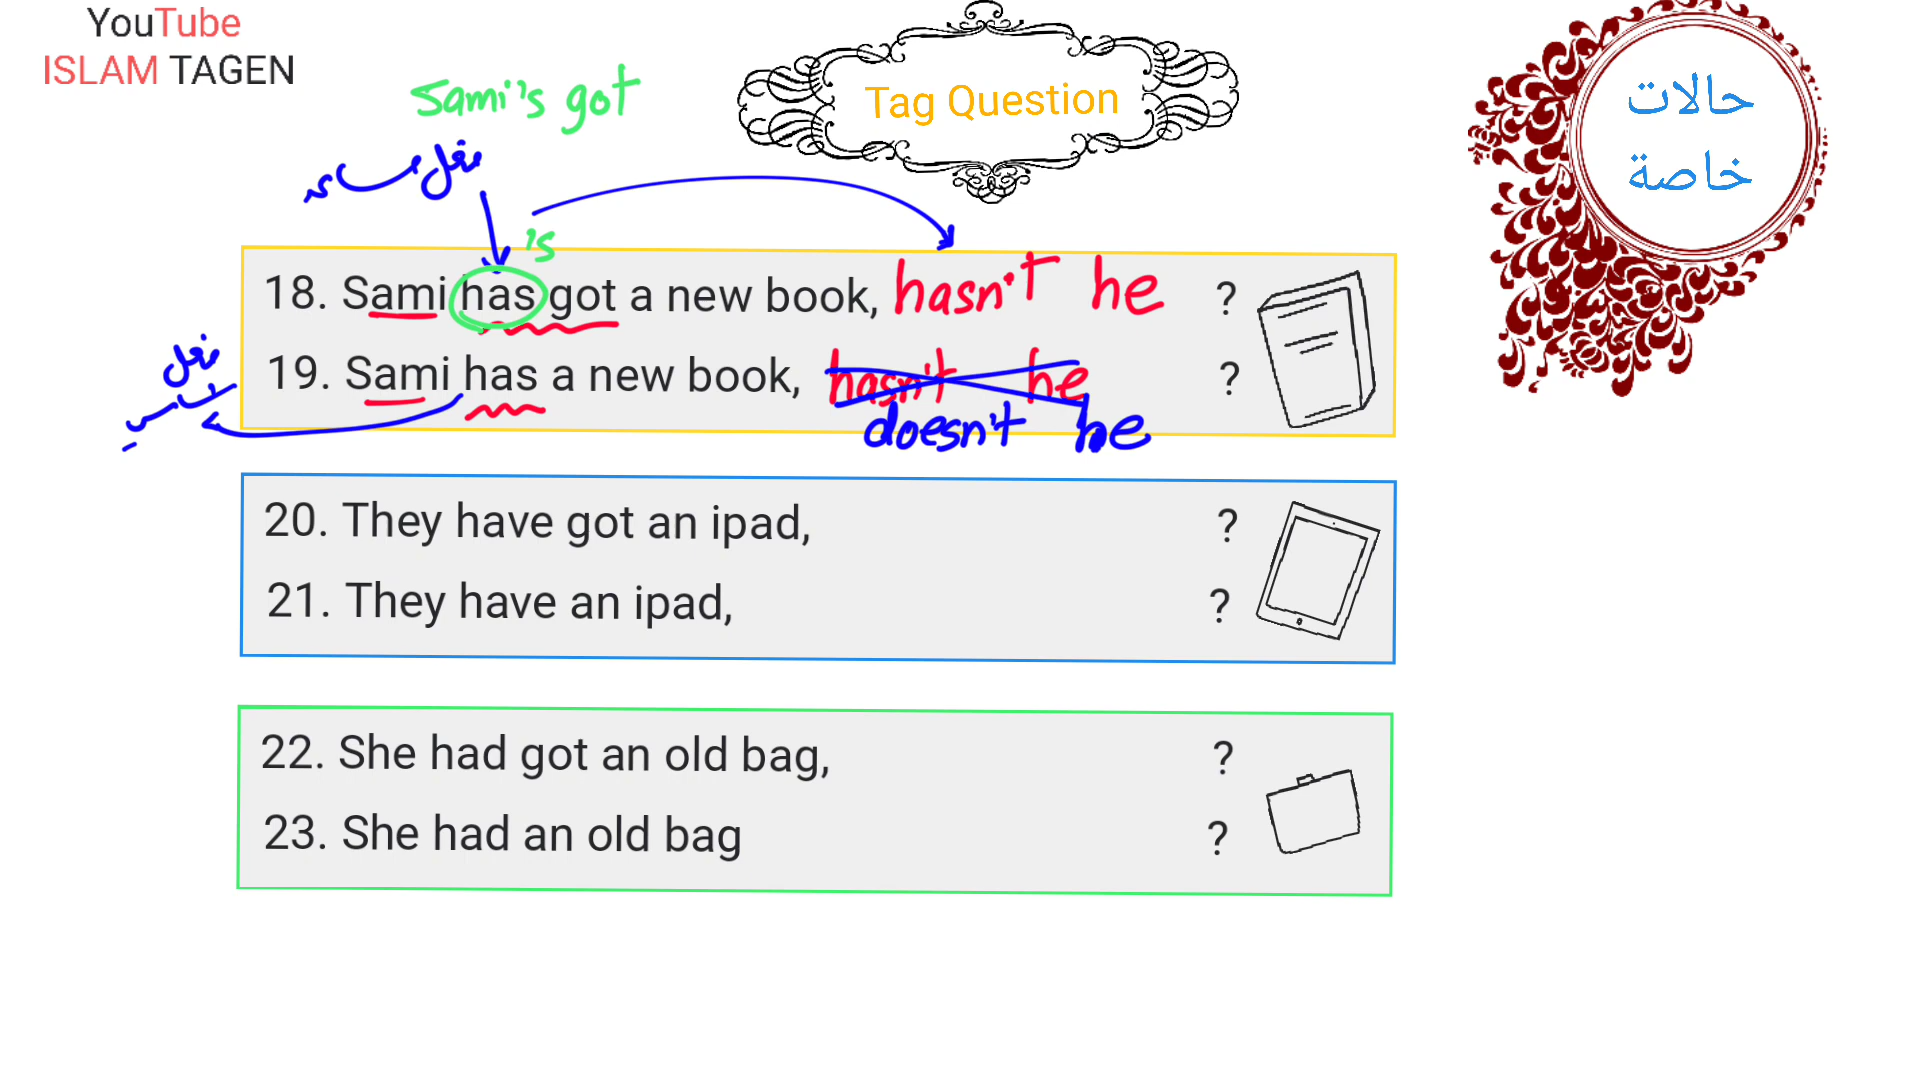 YouTube
ISLAM TAGEN
Sami's got
Tag Question
حالات
خاصة
فعل مساعد
's
18. Sami has got a new book, hasn't he ?
19. Sami has a new book, hasn't he ?
doesn't he
فعل
أساسي
20. They have got an ipad, ?
21. They have an ipad, ?
22. She had got an old bag, ?
23. She had an old bag ?